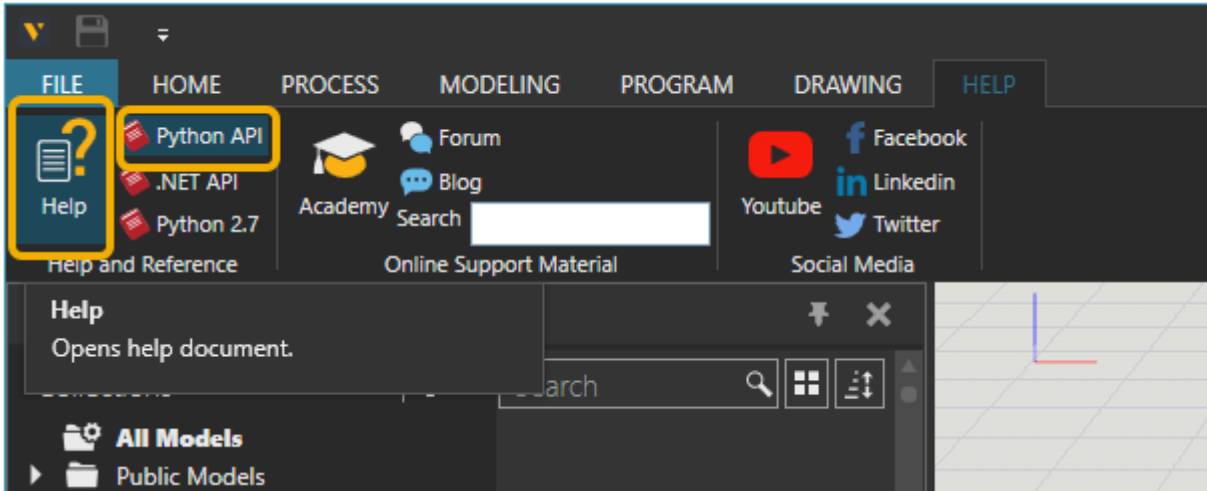 FILE HOME PROCESS MODELING PROGRAM DRAWING HELP
Help
Python API
.NET API
Python 2.7
Help and Reference
Academy
Forum
Blog
Search
Online Support Material
Youtube
Facebook
Linkedin
Twitter
Social Media
Help
Opens help document.
Search
All Models
Public Models